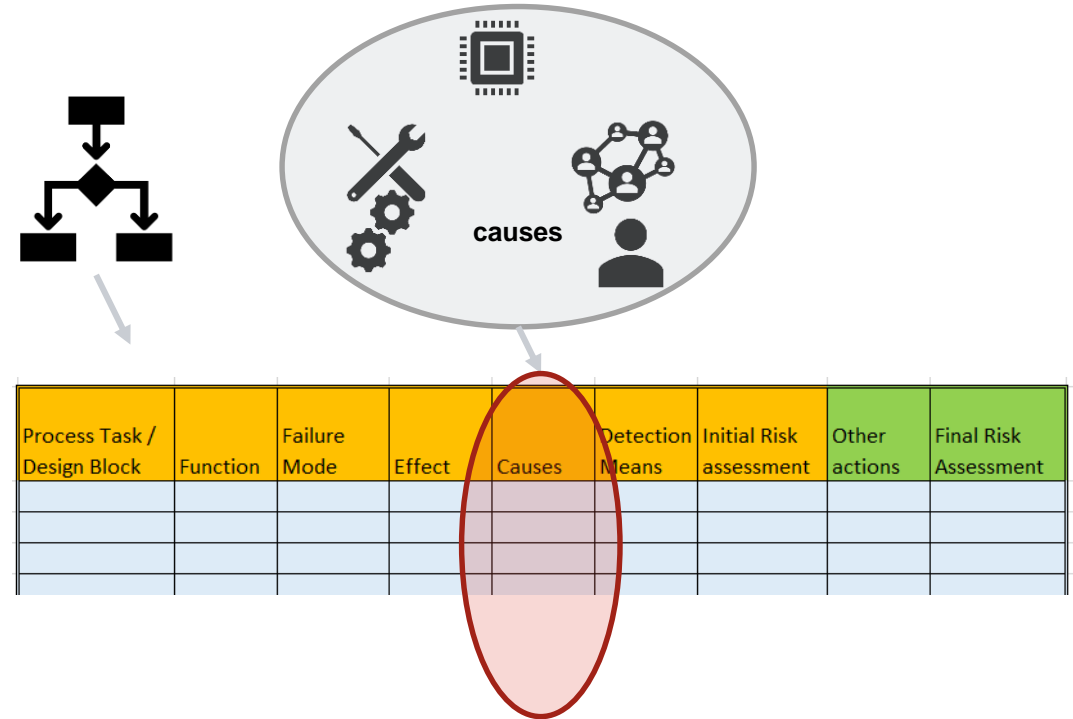 causes
Process Task /
Design Block
Function
Failure
Mode
Effect
Causes
Detection
Means
Initial Risk
assessment
Other
actions
Final Risk
Assessment